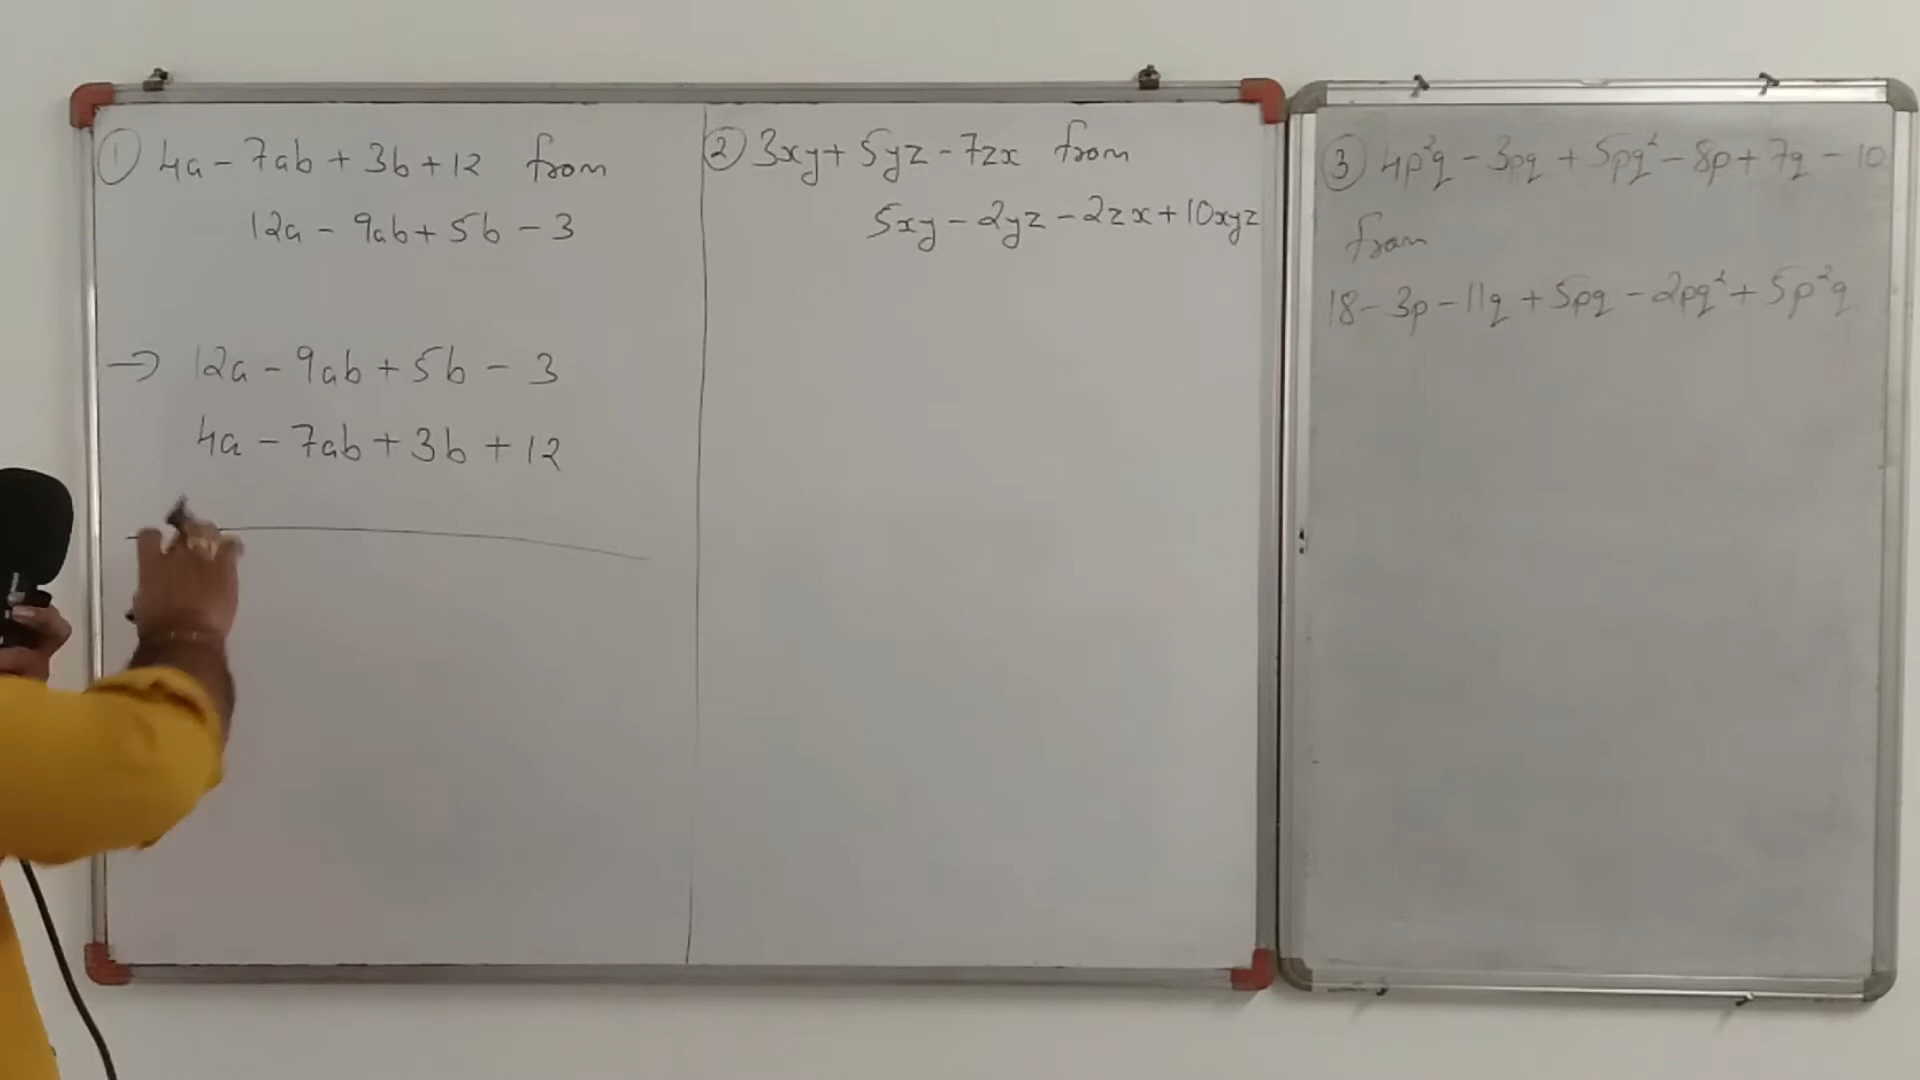 ① 4a - 7ab + 3b + 12 from
12a - 9ab + 5b - 3
→ 12a - 9ab + 5b - 3
4a - 7ab + 3b + 12
② 3xy + 5yz - 7zx from
5xy - 2yz - 2zx + 10xyz
③ 4p²q - 3pq + 5pq² - 8p + 7q - 10
from
18 - 3p - 11q + 5pq - 2pq² + 5p²q